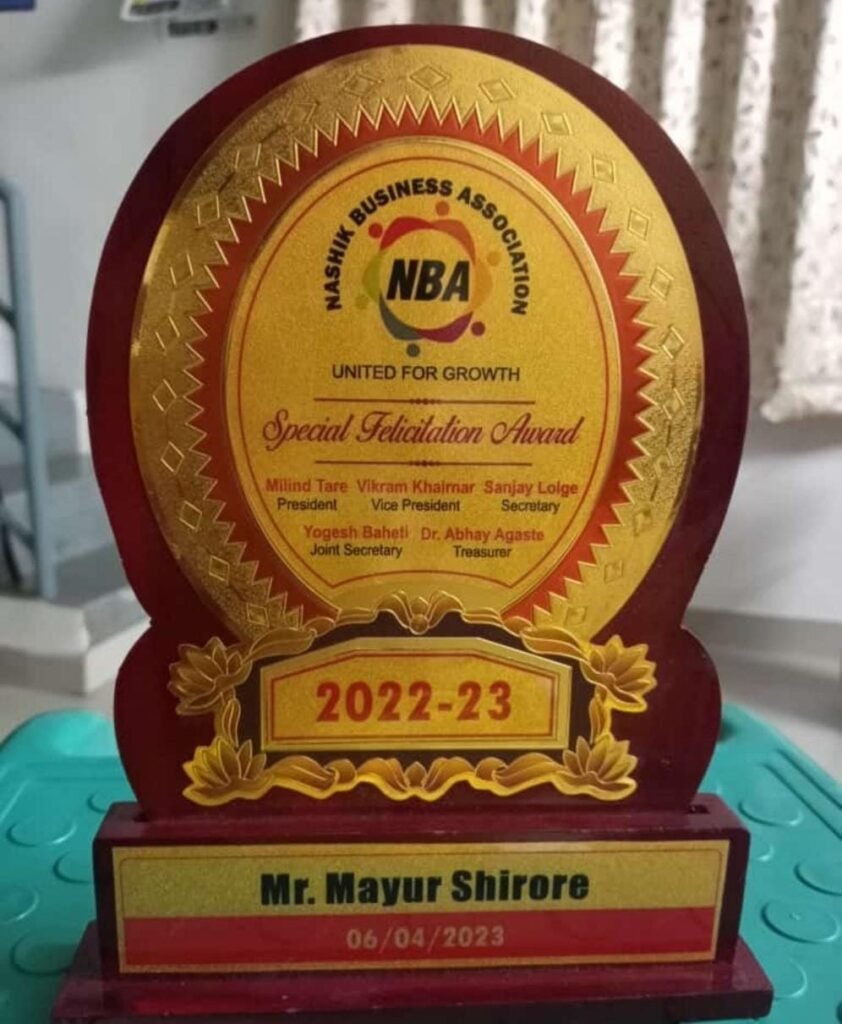 NASHIK BUSINESS ASSOCIATION
NBA
UNITED FOR GROWTH
Special Felicitation Award
Milind Tare Vikram Khairnar Sanjay Lolge
President Vice President Secretary
Yogesh Baheti Dr. Abhay Agaste
Joint Secretary Treasurer
2022-23
Mr. Mayur Shirore
06/04/2023